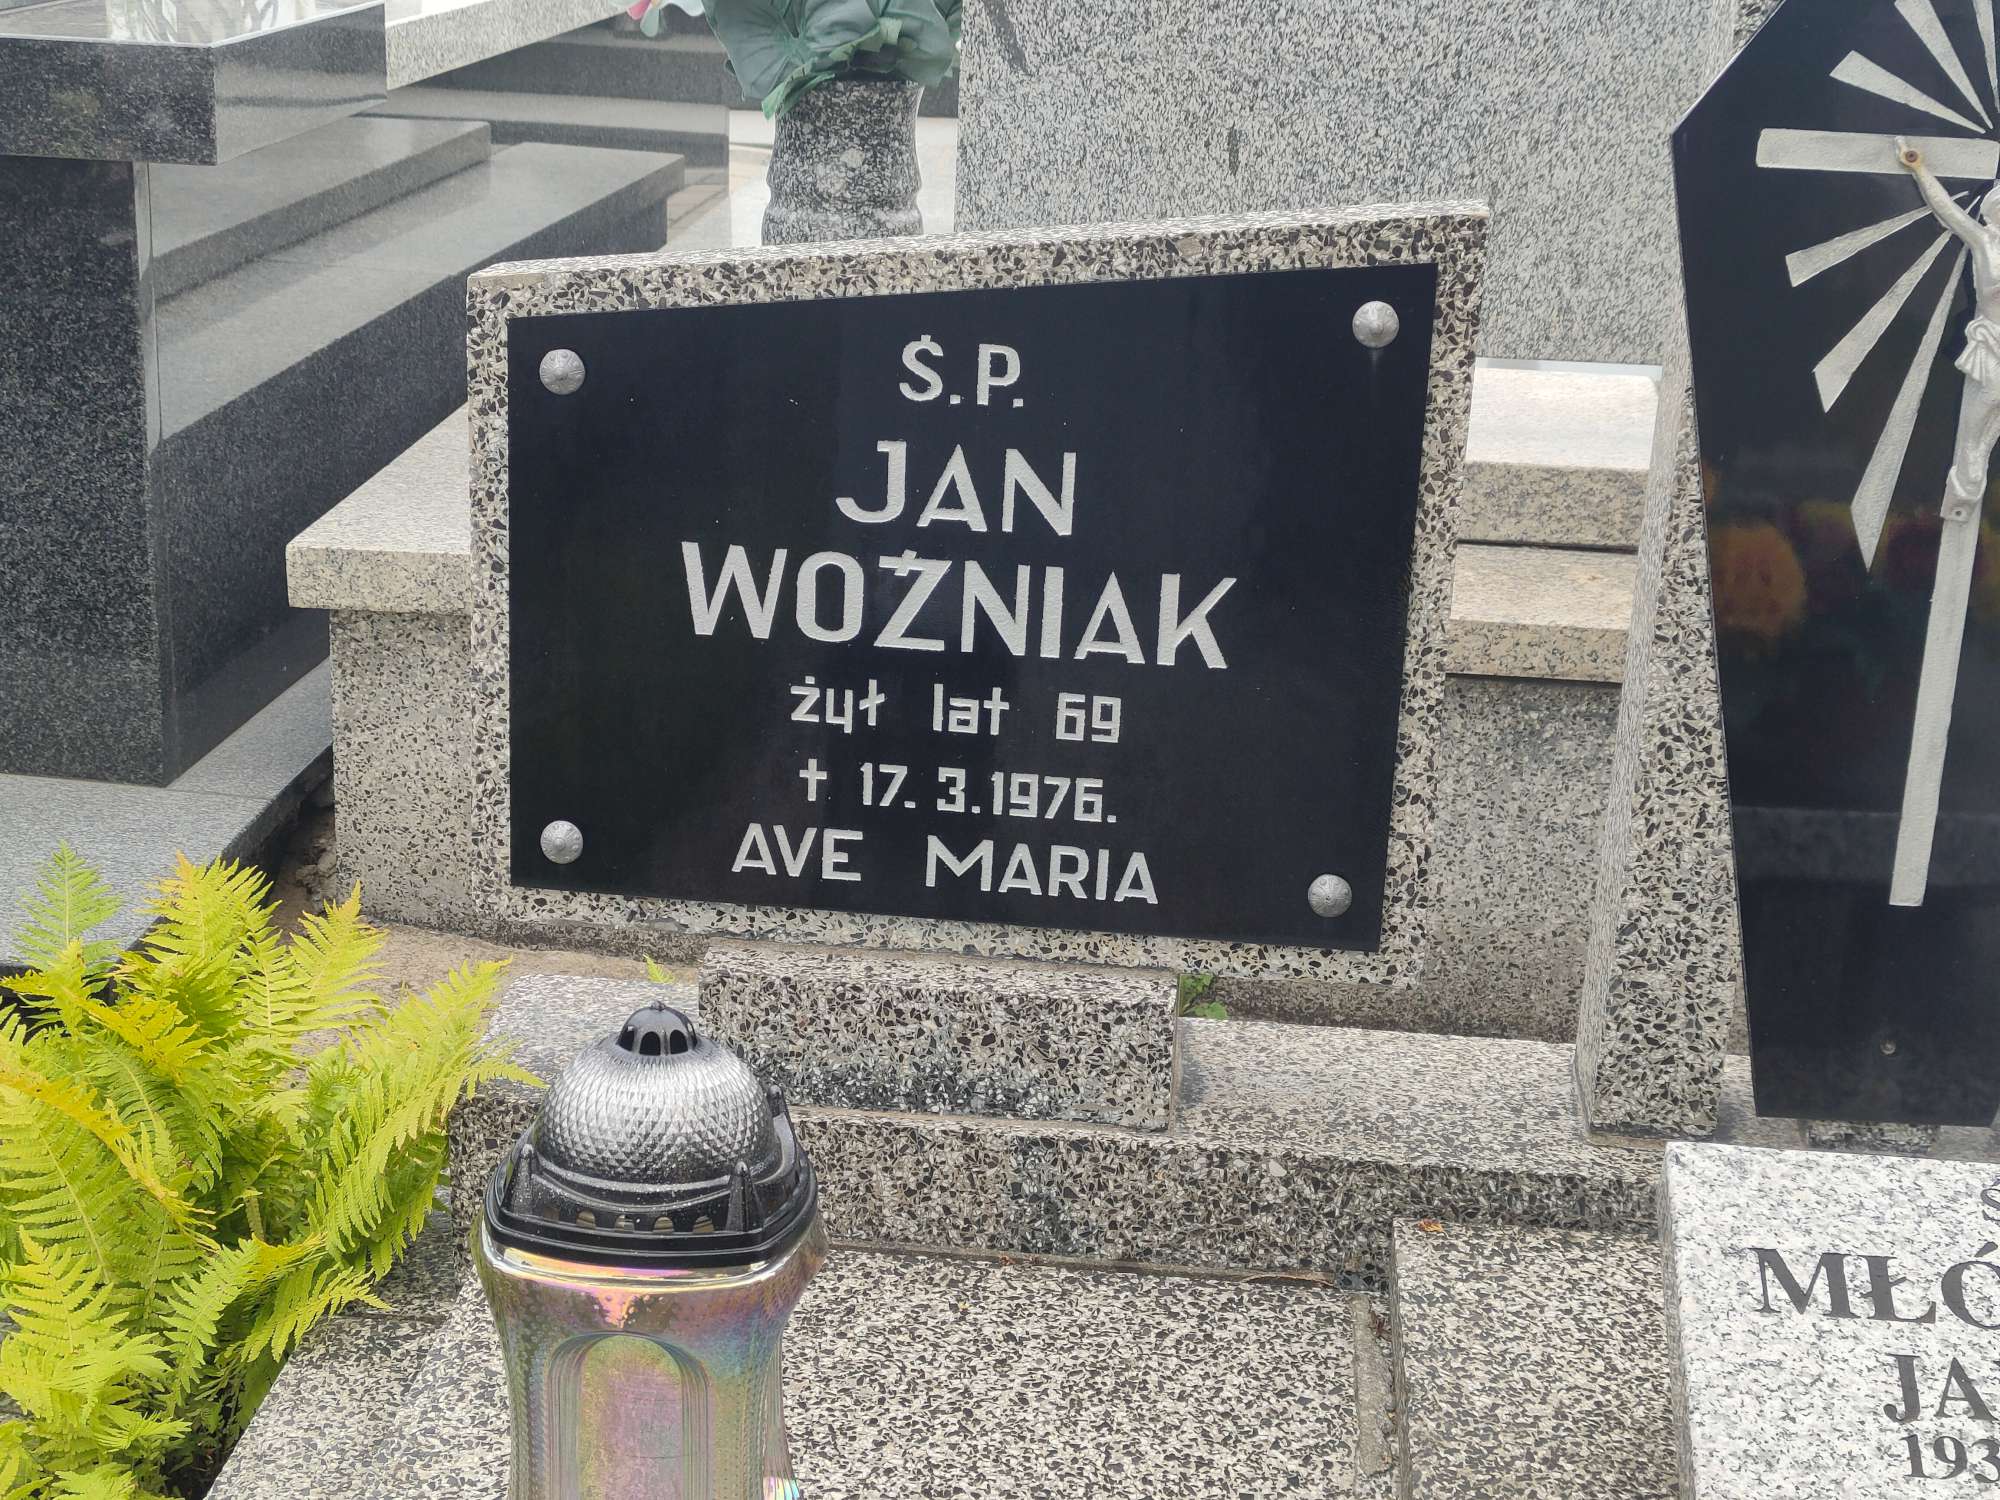 Ś.P.
JAN
WOŹNIAK
żył lat 69
† 17.3.1976.
AVE MARIA